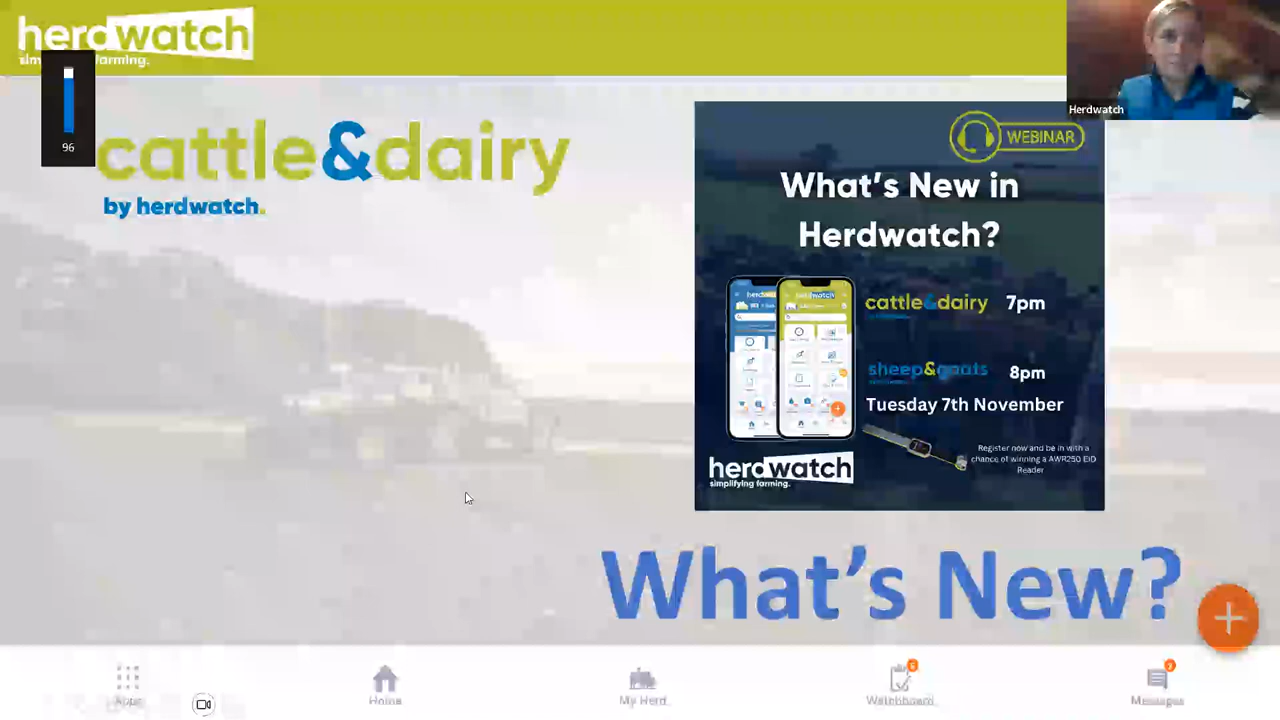 herdwatch
simplifying farming.
96
cattle&dairy
by herdwatch.
Herdwatch
WEBINAR
What's New in
Herdwatch?
cattle&dairy 7pm
sheep&goats 8pm
Tuesday 7th November
Register now and be in with a
chance of winning a AWR250 EID
Reader
herdwatch
simplifying farming.
What's New?
Apps
Home
My Herd
5
Watchboard
Messages